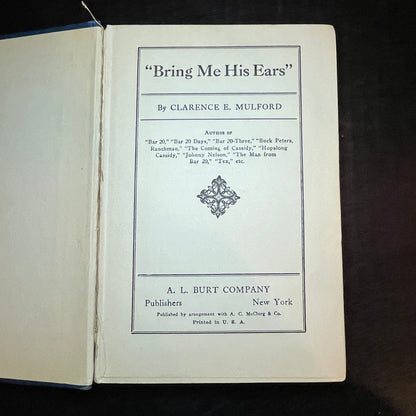 "Bring Me His Ears"
By CLARENCE E. MULFORD
Author of
"Bar 20," "Bar 20 Days," "Bar 20-Three," "Buck Peters,
Ranchman," "The Coming of Cassidy," "Hopalong
Cassidy," "Johnny Nelson," "The Man from
Bar 20," "Tex," etc.
A. L. BURT COMPANY
Publishers New York
Published by arrangement with A. C. McClurg & Co.
Printed in U. S. A.